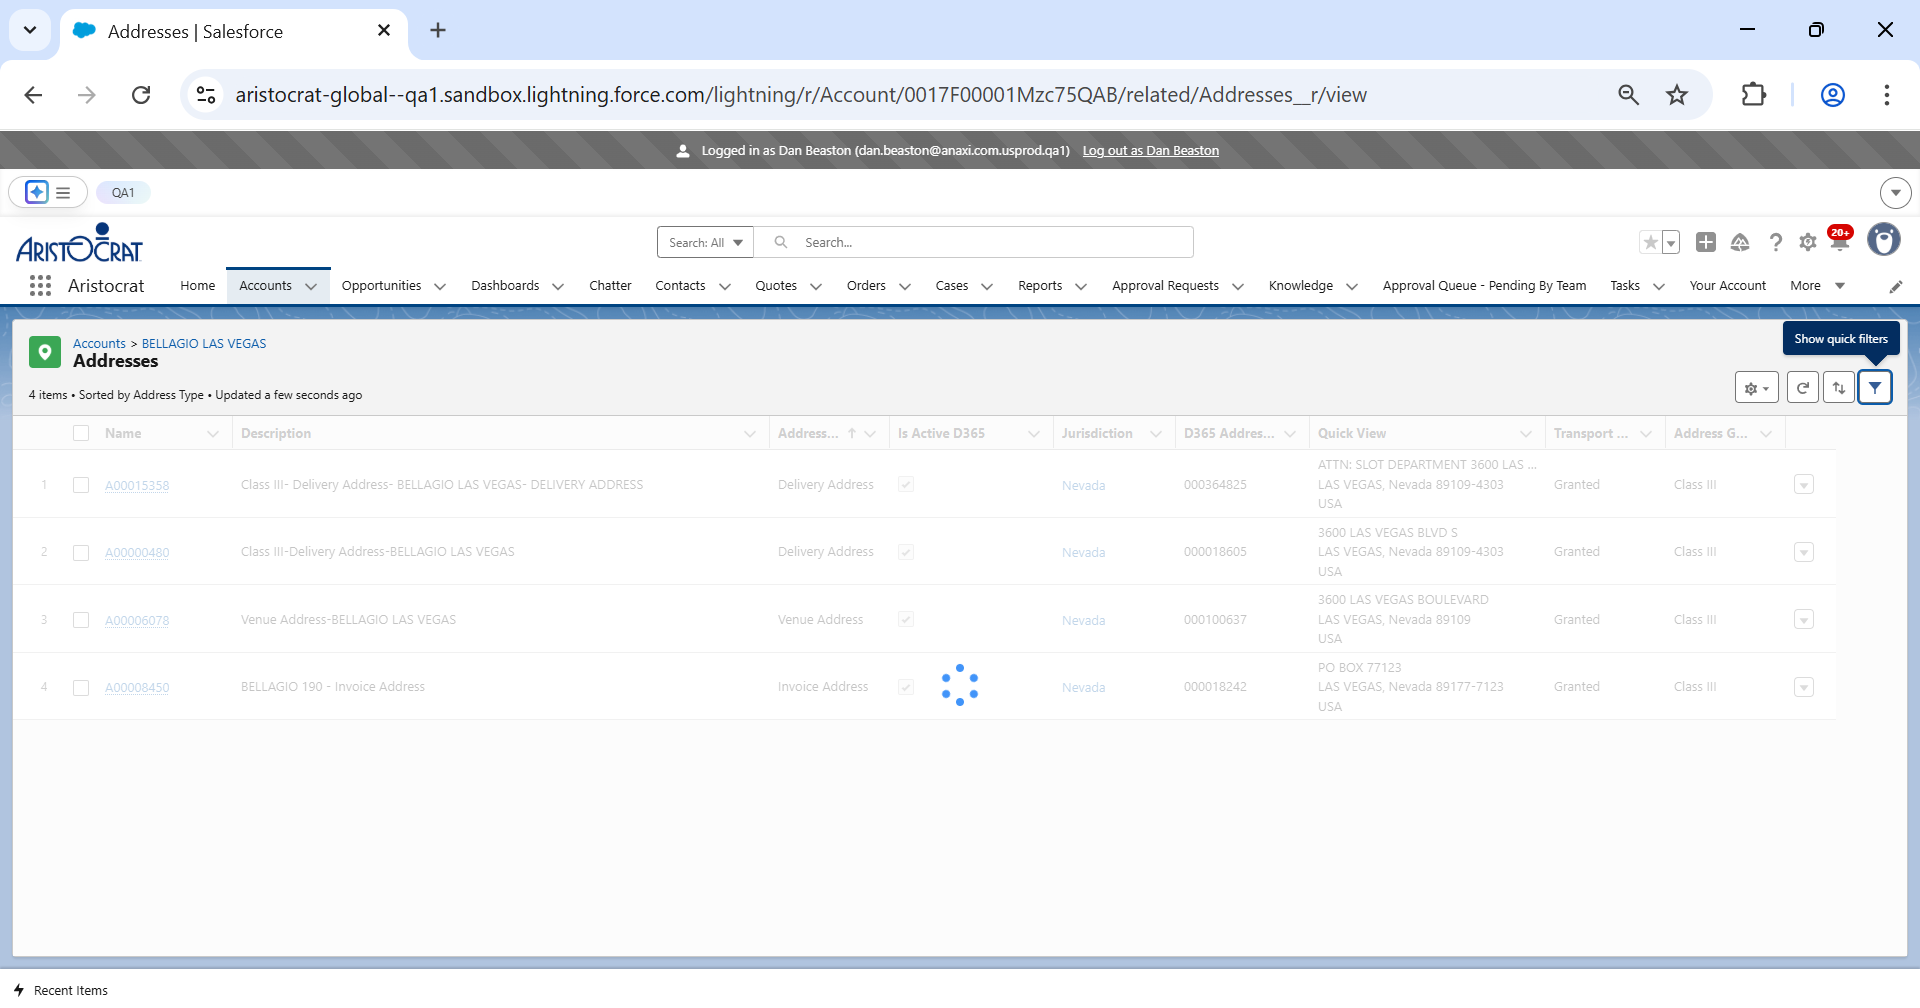 Addresses | Salesforce
aristocrat-global--qa1.sandbox.lightning.force.com/lightning/r/Account/0017F00001Mzc75QAB/related/Addresses__r/view
Logged in as Dan Beaston (dan.beaston@anaxi.com.usprod.qa1) Log out as Dan Beaston
QA1
ARISTOCRAT
Search: All Search...
20+
Aristocrat Home Accounts Opportunities Dashboards Chatter Contacts Quotes Orders Cases Reports Approval Requests Knowledge Approval Queue - Pending By Team Tasks Your Account More
Accounts > BELLAGIO LAS VEGAS
Addresses
Show quick filters
4 items • Sorted by Address Type • Updated a few seconds ago
Name Description Address... Is Active D365 Jurisdiction D365 Addres... Quick View Transport ... Address G...
1 A00015358 Class III- Delivery Address- BELLAGIO LAS VEGAS- DELIVERY ADDRESS Delivery Address Nevada 000364825 ATTN: SLOT DEPARTMENT 3600 LAS ...
LAS VEGAS, Nevada 89109-4303
USA
Granted Class III
2 A00000480 Class III-Delivery Address-BELLAGIO LAS VEGAS Delivery Address Nevada 000018605 3600 LAS VEGAS BLVD S
LAS VEGAS, Nevada 89109-4303
USA
Granted Class III
3 A00006078 Venue Address-BELLAGIO LAS VEGAS Venue Address Nevada 000100637 3600 LAS VEGAS BOULEVARD
LAS VEGAS, Nevada 89109
USA
Granted Class III
4 A00008450 BELLAGIO 190 - Invoice Address Invoice Address Nevada 000018242 PO BOX 77123
LAS VEGAS, Nevada 89177-7123
USA
Granted Class III
Recent Items